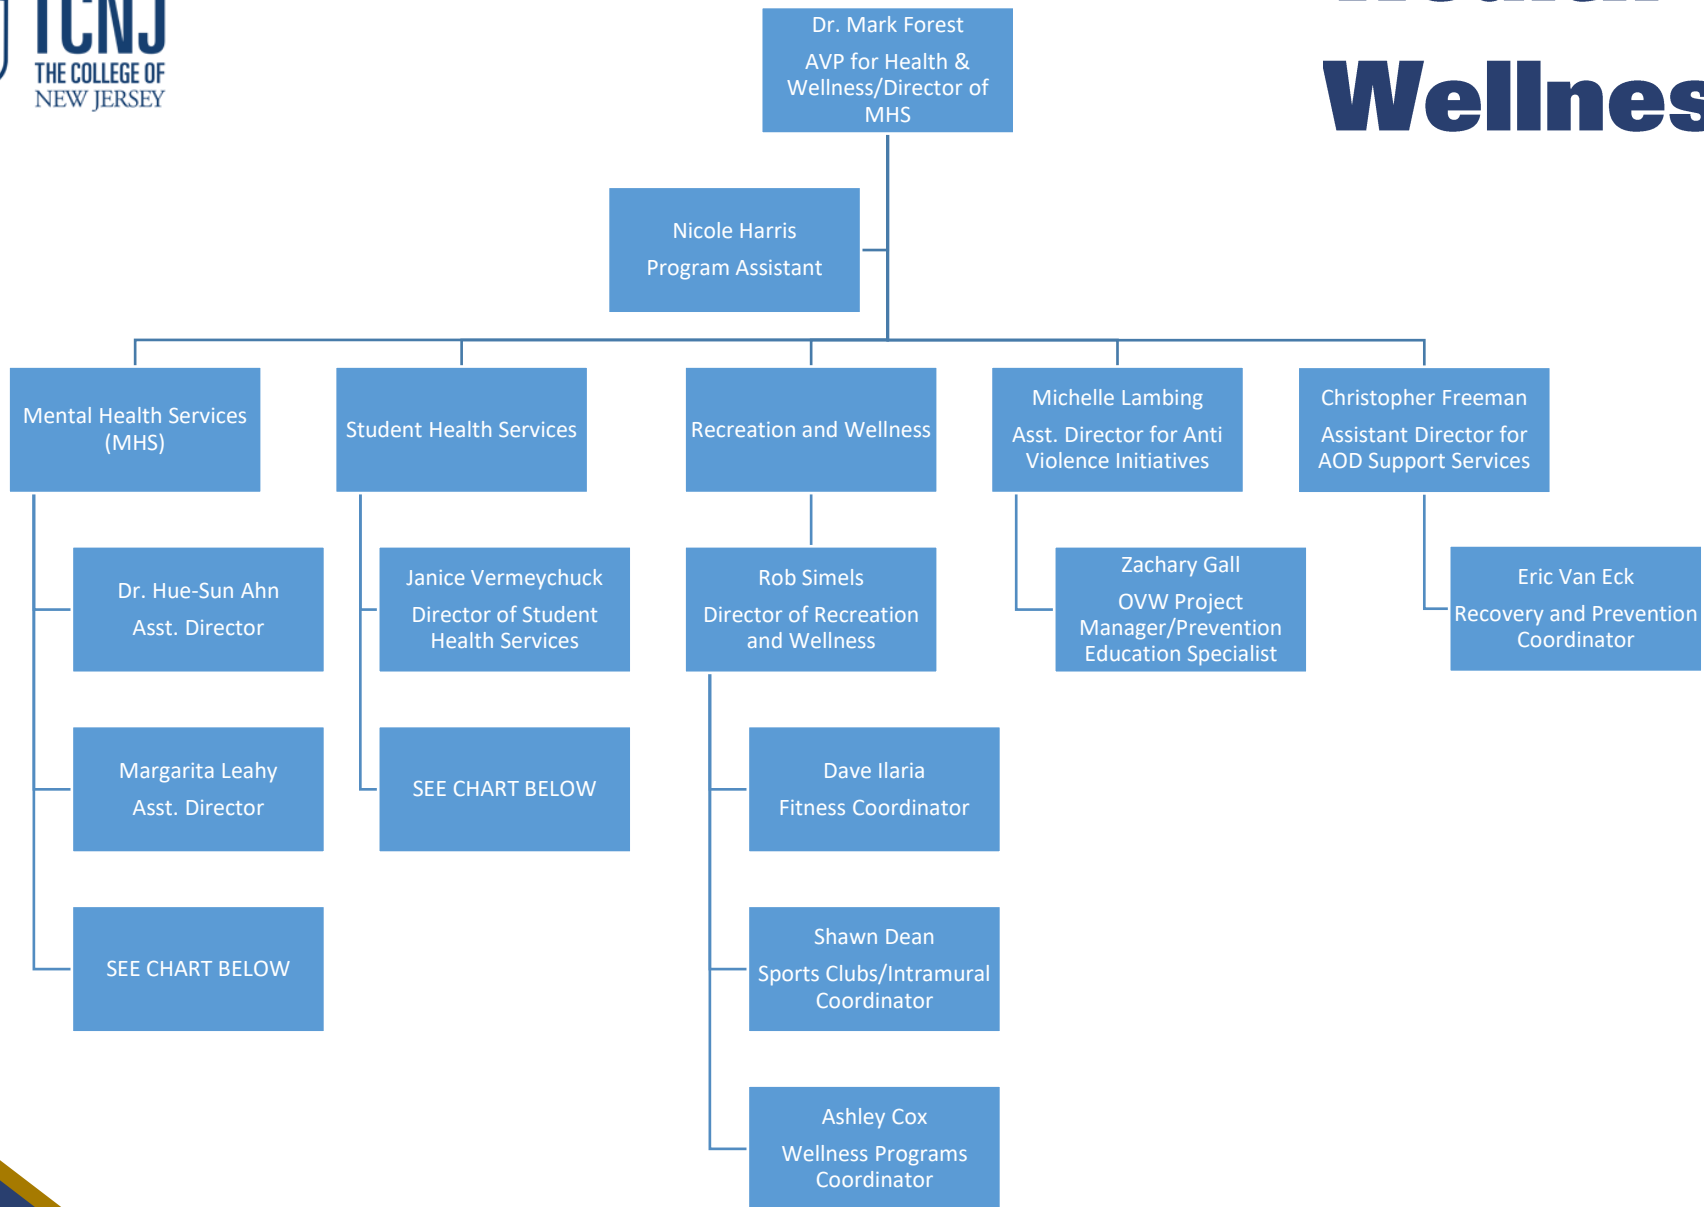 TCNJ
THE COLLEGE OF
NEW JERSEY
Wellnes
Dr. Mark Forest
AVP for Health &
Wellness/Director of
MHS
Nicole Harris
Program Assistant
Mental Health Services
(MHS)
Student Health Services
Recreation and Wellness
Michelle Lambing
Asst. Director for Anti
Violence Initiatives
Christopher Freeman
Assistant Director for
AOD Support Services
Dr. Hue-Sun Ahn
Asst. Director
Janice Vermeychuck
Director of Student
Health Services
Rob Simels
Director of Recreation
and Wellness
Zachary Gall
OVW Project
Manager/Prevention
Education Specialist
Eric Van Eck
Recovery and Prevention
Coordinator
Margarita Leahy
Asst. Director
SEE CHART BELOW
Dave Ilaria
Fitness Coordinator
SEE CHART BELOW
Shawn Dean
Sports Clubs/Intramural
Coordinator
Ashley Cox
Wellness Programs
Coordinator